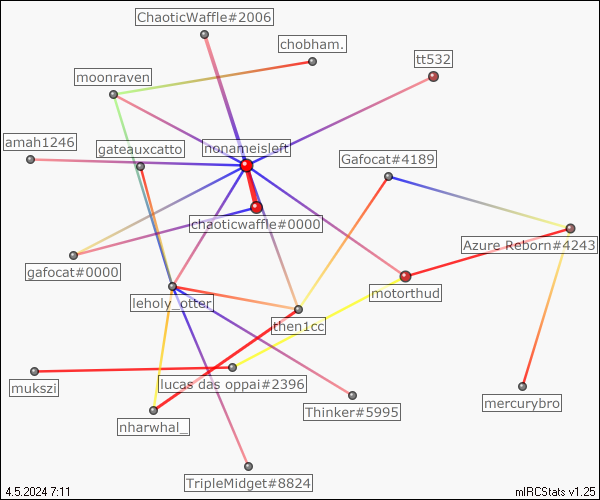 ChaoticWaffle#2006
chobham.
tt532
moonraven
amah1246
gateauxcatto
nonameisleft
Gafocat#4189
chaoticwaffle#0000
Azure Reborn#4243
gafocat#0000
leholy_otter
motorthud
then1cc
mukszi
lucas das oppai#2396
mercurybro
Thinker#5995
nharwhal_
TripleMidget#8824
4.5.2024 7:11
mIRCStats v1.25